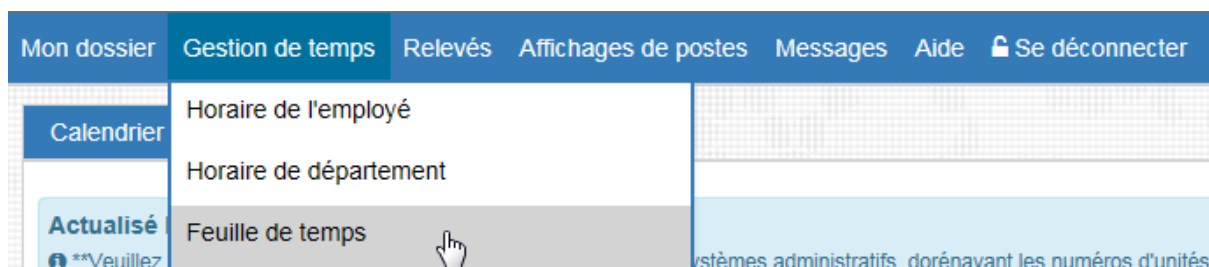 Mon dossier Gestion de temps Relevés Affichages de postes Messages Aide Se déconnecter
Horaire de l'employé
Calendrier
Horaire de département
Actualisé
Feuille de temps
**Veuillez ystèmes administratifs, dorénavant les numéros d'unités